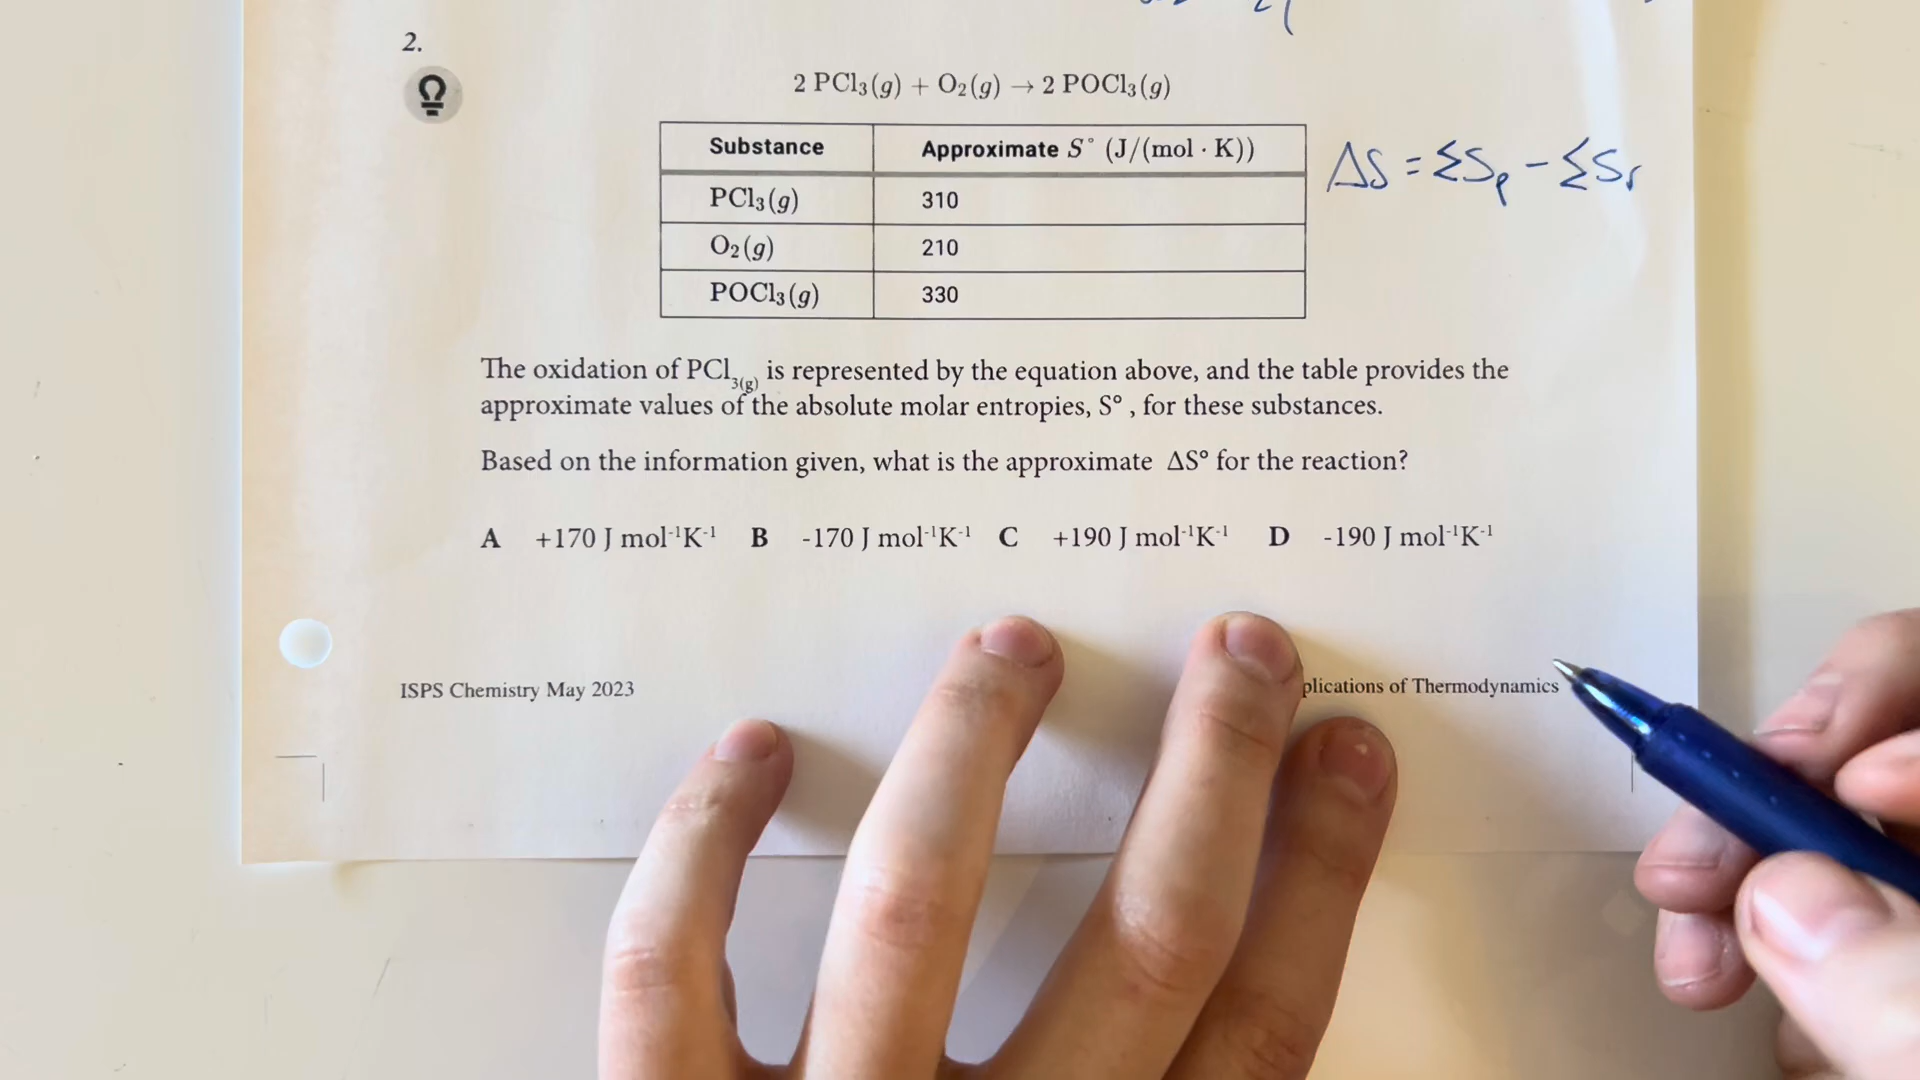 2.
2 PCl₃(g) + O₂(g) → 2 POCl₃(g)
Substance Approximate S° (J/(mol · K))
PCl₃(g) 310
O₂(g) 210
POCl₃(g) 330
ΔS = ΣSₚ − ΣSᵣ
The oxidation of PCl₃₍g₎ is represented by the equation above, and the table provides the
approximate values of the absolute molar entropies, S° , for these substances.
Based on the information given, what is the approximate ΔS° for the reaction?
A +170 J mol⁻¹K⁻¹ B -170 J mol⁻¹K⁻¹ C +190 J mol⁻¹K⁻¹ D -190 J mol⁻¹K⁻¹
ISPS Chemistry May 2023 plications of Thermodynamics